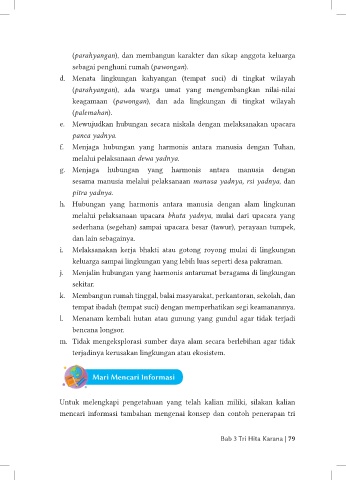 (parahyangan), dan membangun karakter dan sikap anggota keluarga
sebagai penghuni rumah (pawongan).
d. Menata lingkungan kahyangan (tempat suci) di tingkat wilayah
(parahyangan), ada warga umat yang mengembangkan nilai-nilai
keagamaan (pawongan), dan ada lingkungan di tingkat wilayah
(palemahan).
e. Mewujudkan hubungan secara niskala dengan melaksanakan upacara
panca yadnya.
f. Menjaga hubungan yang harmonis antara manusia dengan Tuhan,
melalui pelaksanaan dewa yadnya.
g. Menjaga hubungan yang harmonis antara manusia dengan
sesama manusia melalui pelaksanaan manusa yadnya, rsi yadnya, dan
pitra yadnya.
h. Hubungan yang harmonis antara manusia dengan alam lingkungan
melalui pelaksanaan upacara bhuta yadnya, mulai dari upacara yang
sederhana (segehan) sampai upacara besar (tawur), perayaan tumpek,
dan lain sebagainya.
i. Melaksanakan kerja bhakti atau gotong royong mulai di lingkungan
keluarga sampai lingkungan yang lebih luas seperti desa pakraman.
j. Menjalin hubungan yang harmonis antarumat beragama di lingkungan
sekitar.
k. Membangun rumah tinggal, balai masyarakat, perkantoran, sekolah, dan
tempat ibadah (tempat suci) dengan memperhatikan segi keamanannya.
l. Menanam kembali hutan atau gunung yang gundul agar tidak terjadi
bencana longsor.
m. Tidak mengeksplorasi sumber daya alam secara berlebihan agar tidak
terjadinya kerusakan lingkungan atau ekosistem.
Mari Mencari Informasi
Untuk melengkapi pengetahuan yang telah kalian miliki, silakan kalian
mencari informasi tambahan mengenai konsep dan contoh penerapan tri
Bab 3 Tri Hita Karana | 79